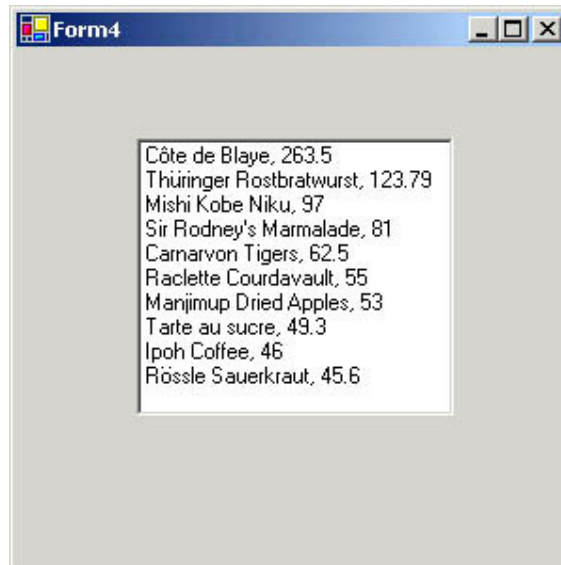 Form4
Côte de Blaye, 263.5
Thüringer Rostbratwurst, 123.79
Mishi Kobe Niku, 97
Sir Rodney's Marmalade, 81
Carnarvon Tigers, 62.5
Raclette Courdavault, 55
Manjimup Dried Apples, 53
Tarte au sucre, 49.3
Ipoh Coffee, 46
Rössle Sauerkraut, 45.6